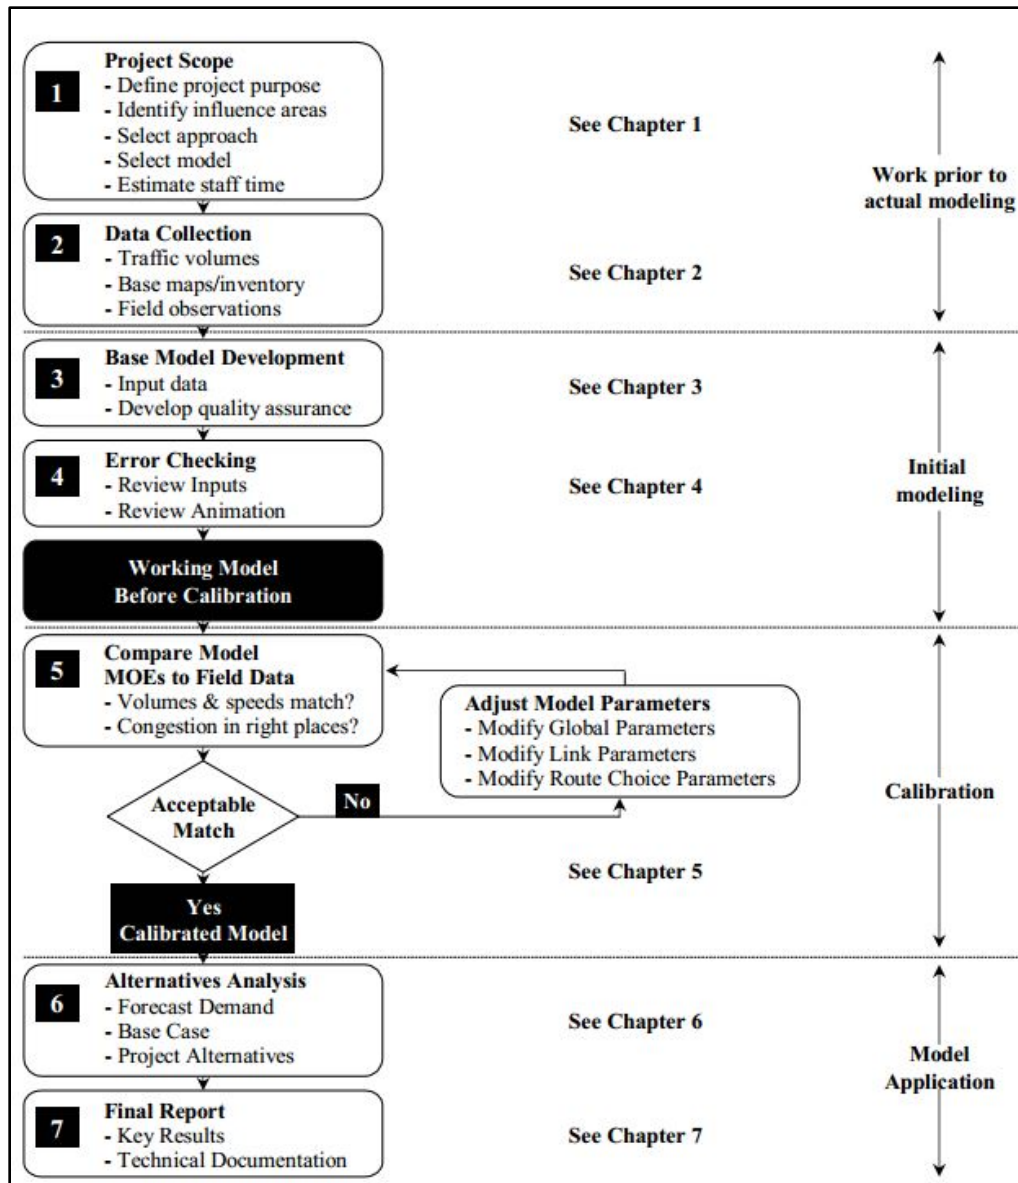 1
Project Scope
- Define project purpose
- Identify influence areas
- Select approach
- Select model
- Estimate staff time
See Chapter 1
Work prior to
actual modeling
2
Data Collection
- Traffic volumes
- Base maps/inventory
- Field observations
See Chapter 2
3
Base Model Development
- Input data
- Develop quality assurance
See Chapter 3
4
Error Checking
- Review Inputs
- Review Animation
See Chapter 4
Initial
modeling
Working Model
Before Calibration
5
Compare Model
MOEs to Field Data
- Volumes & speeds match?
- Congestion in right places?
Adjust Model Parameters
- Modify Global Parameters
- Modify Link Parameters
- Modify Route Choice Parameters
Calibration
Acceptable
Match
No
See Chapter 5
Yes
Calibrated Model
6
Alternatives Analysis
- Forecast Demand
- Base Case
- Project Alternatives
See Chapter 6
Model
Application
7
Final Report
- Key Results
- Technical Documentation
See Chapter 7